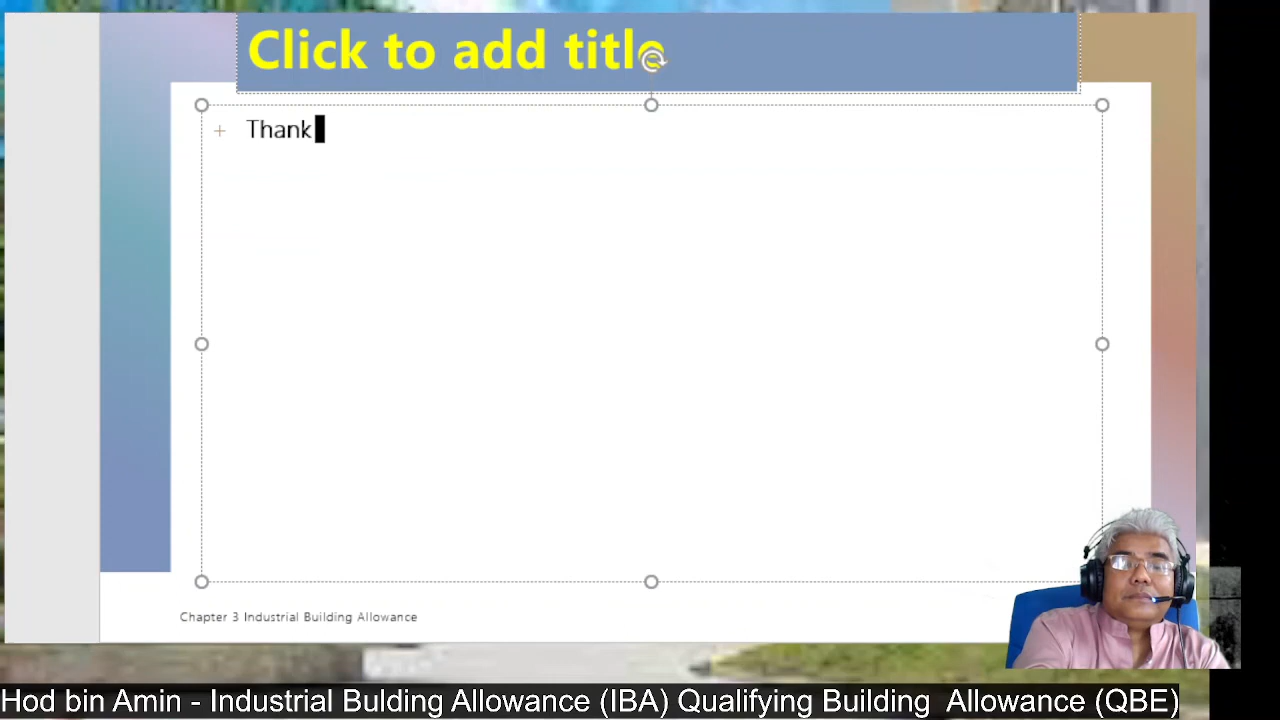 Click to add title
+ Thank
Chapter 3 Industrial Building Allowance
Hod bin Amin - Industrial Bulding Allowance (IBA) Qualifying Building  Allowance (QBE)